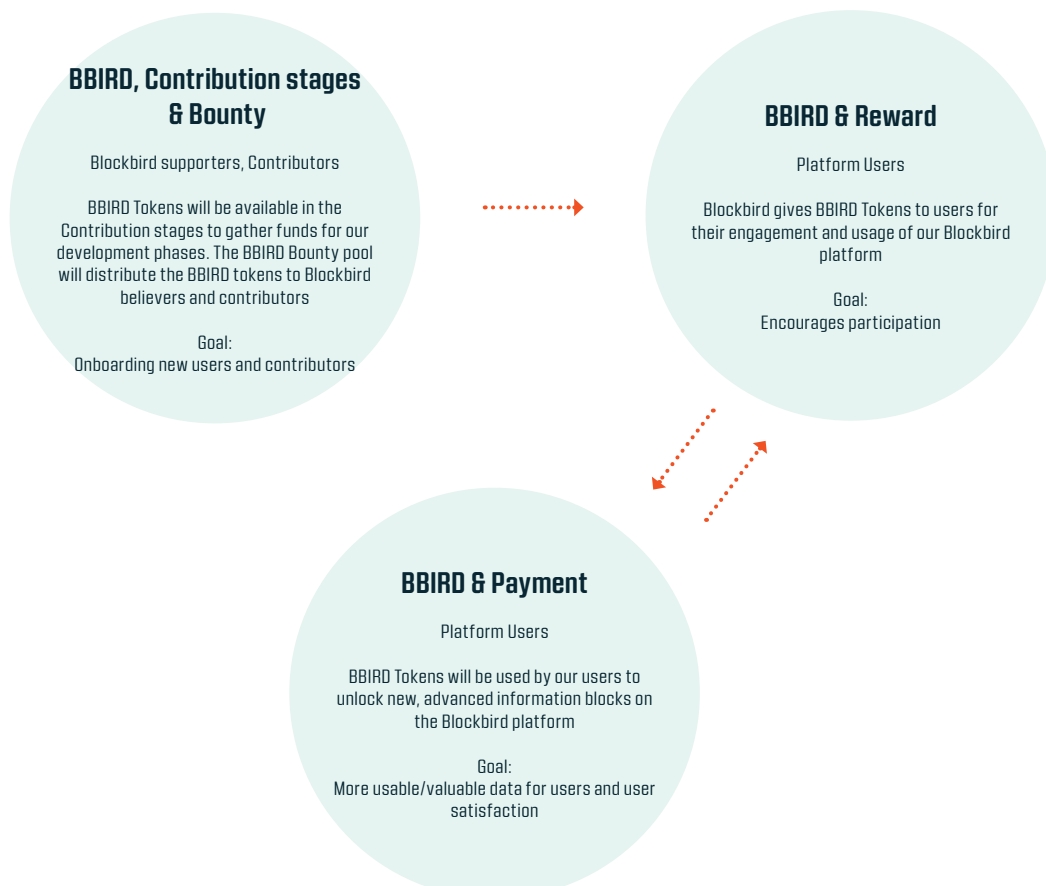 BBIRD, Contribution stages
& Bounty
Blockbird supporters, Contributors
BBIRD Tokens will be available in the
Contribution stages to gather funds for our
development phases. The BBIRD Bounty pool
will distribute the BBIRD tokens to Blockbird
believers and contributors
Goal:
Onboarding new users and contributors
BBIRD & Reward
Platform Users
Blockbird gives BBIRD Tokens to users for
their engagement and usage of our Blockbird
platform
Goal:
Encourages participation
BBIRD & Payment
Platform Users
BBIRD Tokens will be used by our users to
unlock new, advanced information blocks on
the Blockbird platform
Goal:
More usable/valuable data for users and user
satisfaction